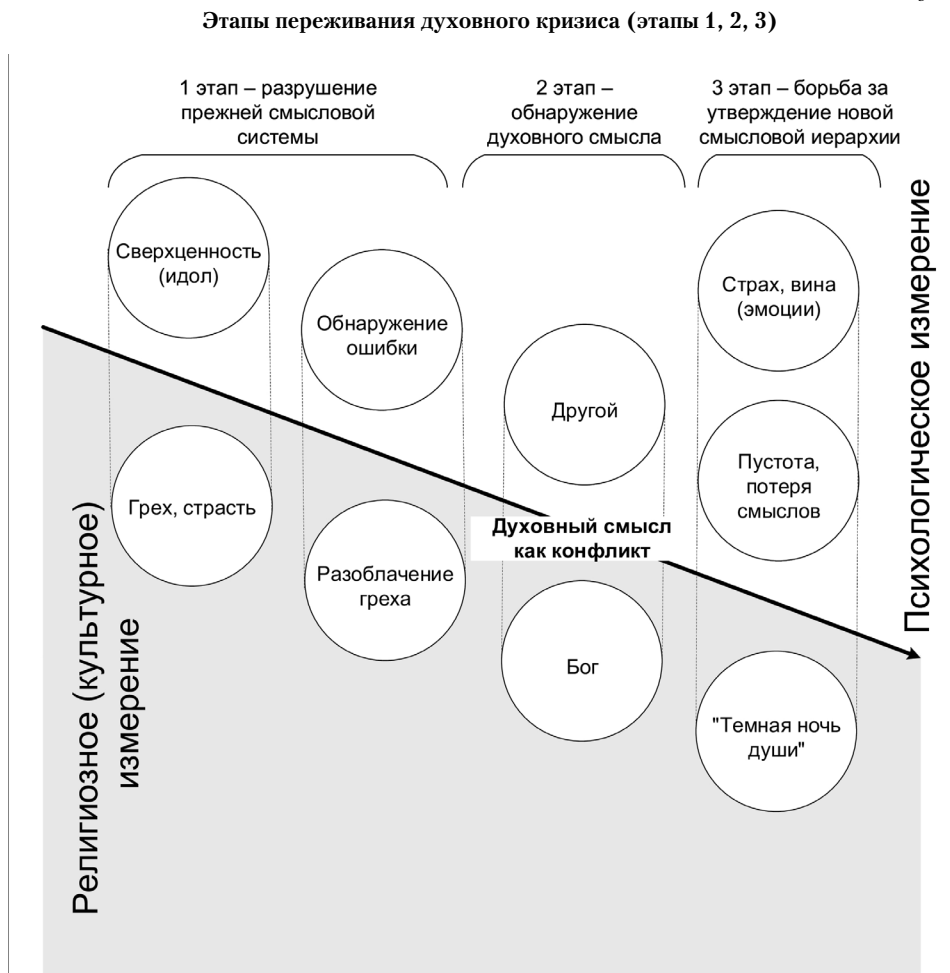 Этапы переживания духовного кризиса (этапы 1, 2, 3)
1 этап – разрушение
прежней смысловой
системы
2 этап –
обнаружение
духовного смысла
3 этап – борьба за
утверждение новой
смысловой иерархии
Сверхценность
(идол)
Обнаружение
ошибки
Другой
Страх, вина
(эмоции)
Пустота,
потеря
смыслов
Психологическое измерение
Грех, страсть
Разоблачение
греха
Духовный смысл
как конфликт
Бог
"Темная ночь
души"
Религиозное (культурное)
измерение